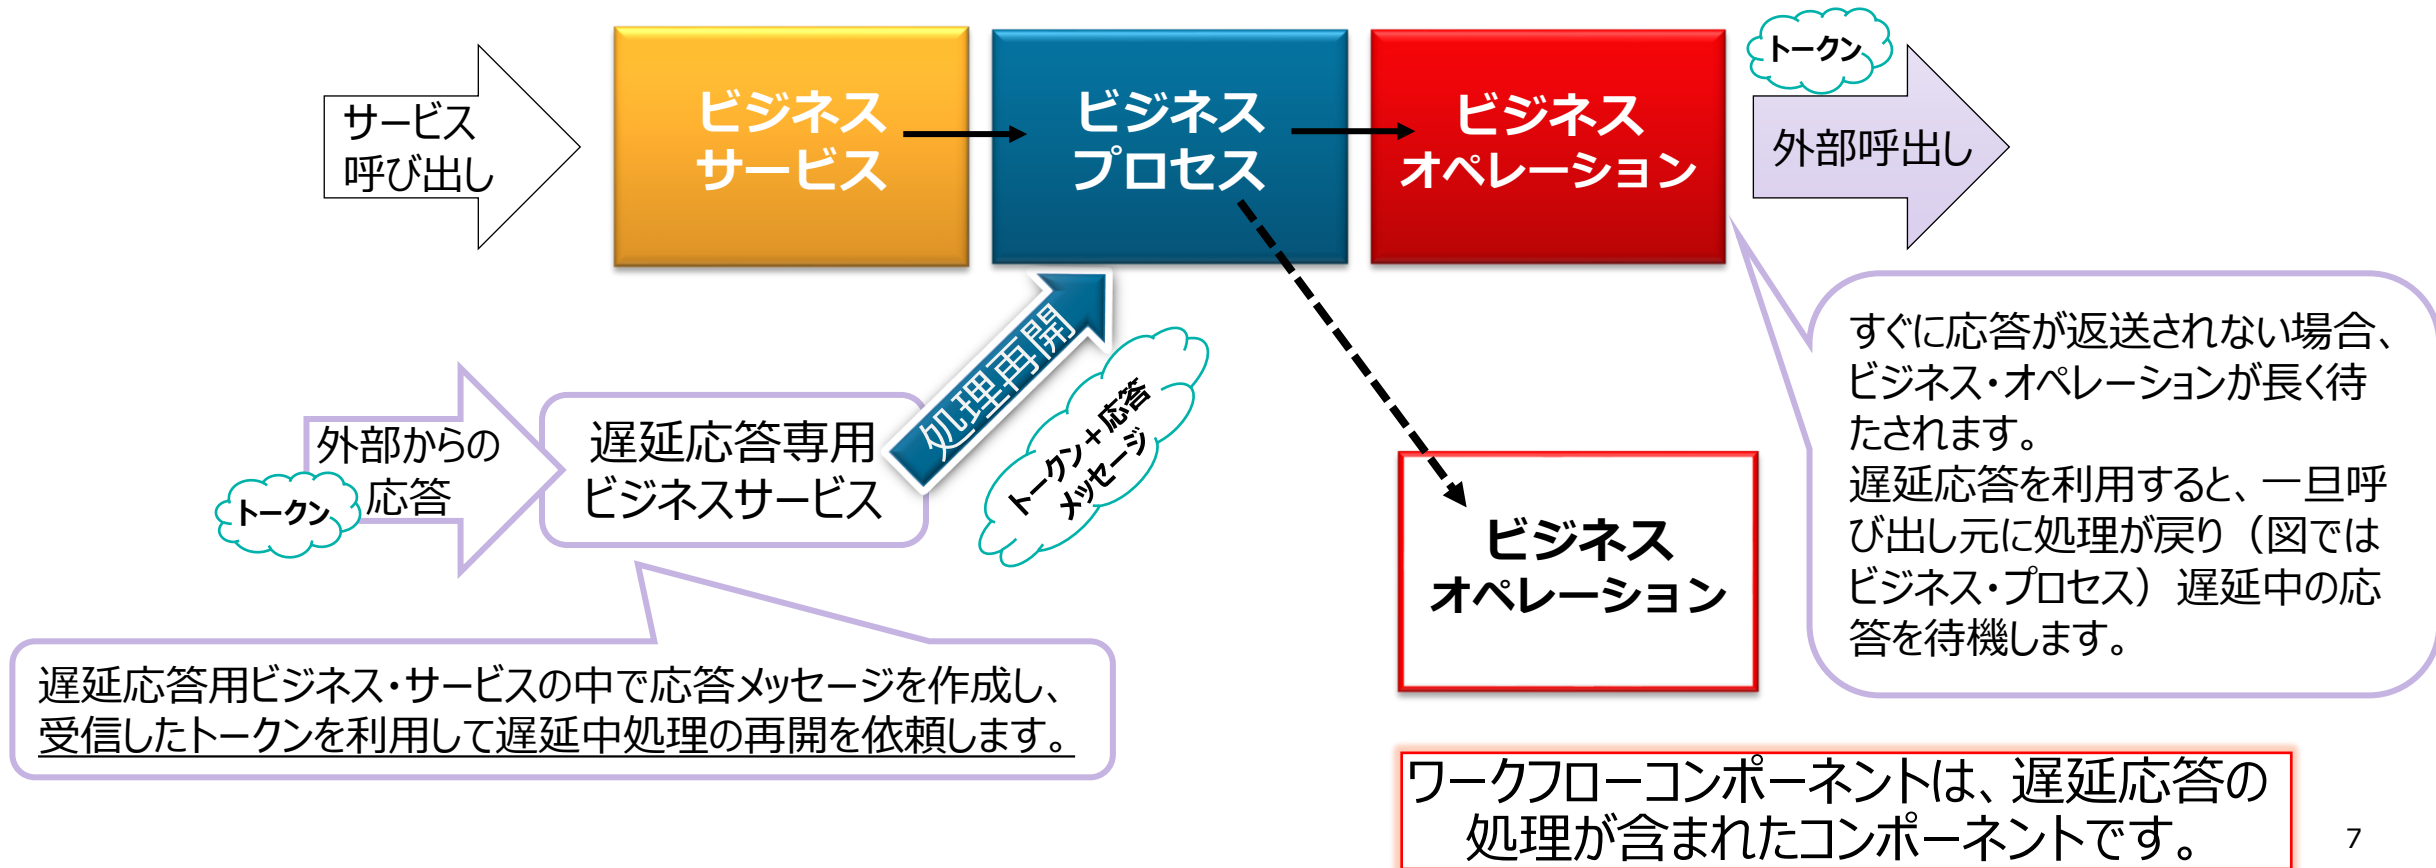 サービス
呼び出し
ビジネス
サービス
ビジネス
プロセス
ビジネス
オペレーション
トークン
外部呼出し
すぐに応答が返送されない場合、
ビジネス・オペレーションが長く待
たされます。
遅延応答を利用すると、一旦呼
び出し元に処理が戻り（図では
ビジネス・プロセス）遅延中の応
答を待機します。
処理再開
トークン＋応答
メッセージ
外部からの
応答
トークン
遅延応答専用
ビジネスサービス
ビジネス
オペレーション
遅延応答用ビジネス・サービスの中で応答メッセージを作成し、
受信したトークンを利用して遅延中処理の再開を依頼します。
ワークフローコンポーネントは、遅延応答の
処理が含まれたコンポーネントです。
7